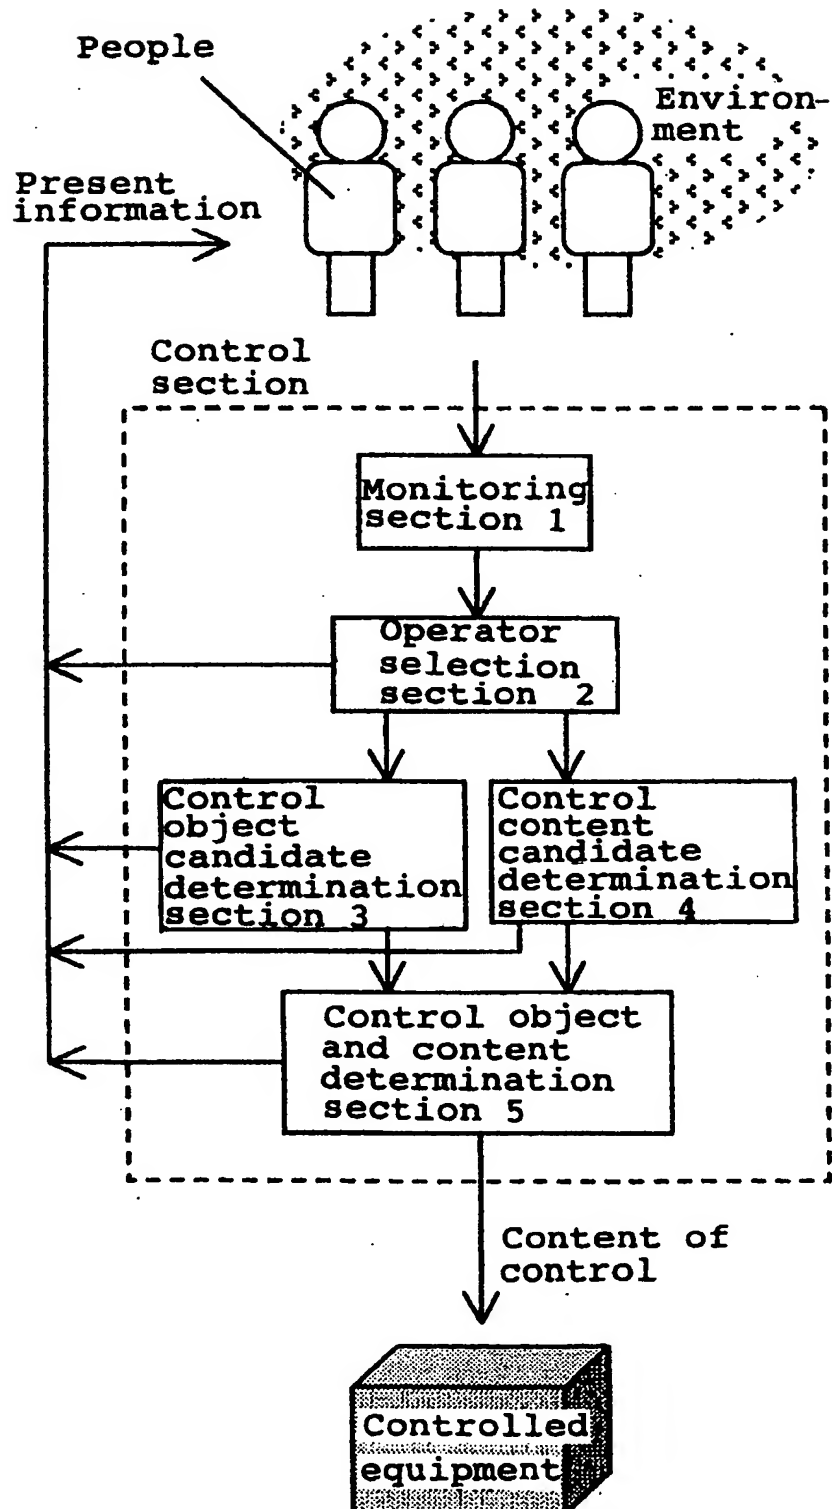 People
Environ-
ment
Present
information
Control
section
Monitoring
section 1
Operator
selection
section 2
Control
object
candidate
determination
section 3
Control
content
candidate
determination
section 4
Control object
and content
determination
section 5
Content of
control
Controlled
equipment